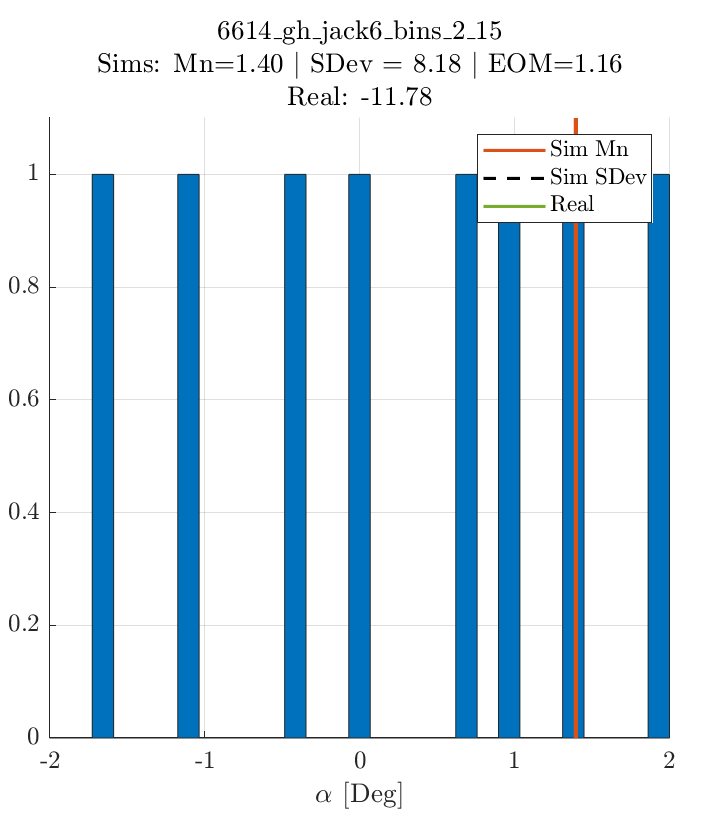 6614_gh_jack6_bins_2_15
Sims: Mn=1.40 | SDev = 8.18 | EOM=1.16
Real: -11.78
Sim Mn
Sim SDev
Real
1
0.8
0.6
0.4
0.2
0
-2
-1
0
1
2
α [Deg]